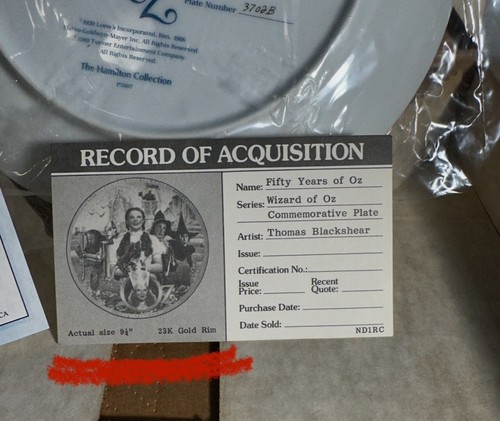 OZ
Plate Number 3702B
©1939 Loew's Incorporated, Ren. 1966
Metro-Goldwyn-Mayer Inc. All Rights Reserved
Turner Entertainment Company
All Rights Reserved
The Hamilton Collection
RECORD OF ACQUISITION
Name: Fifty Years of Oz
Series: Wizard of Oz
Commemorative Plate
Artist: Thomas Blackshear
Issue:
Certification No.:
Issue Price: Recent Quote:
Purchase Date:
Date Sold:
ND1RC
Actual size 9¼" 23K Gold Rim
CA